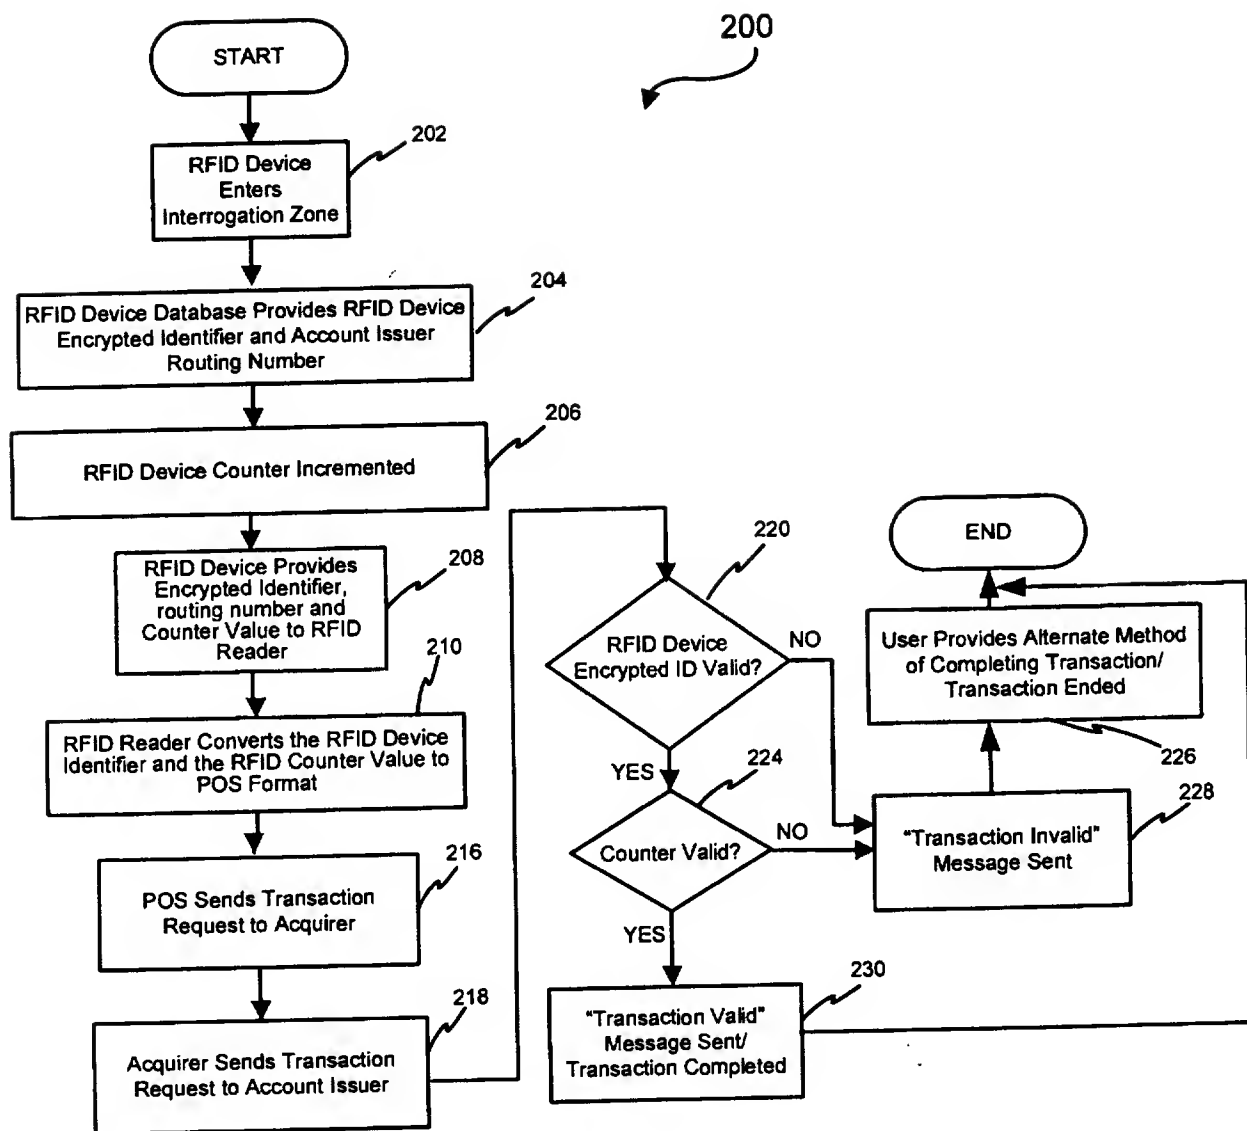 200
START
202
RFID Device
Enters
Interrogation Zone
204
RFID Device Database Provides RFID Device
Encrypted Identifier and Account Issuer
Routing Number
206
RFID Device Counter Incremented
208
RFID Device Provides
Encrypted Identifier,
routing number and
Counter Value to RFID
Reader
210
RFID Reader Converts the RFID Device
Identifier and the RFID Counter Value to
POS Format
216
POS Sends Transaction
Request to Acquirer
218
Acquirer Sends Transaction
Request to Account Issuer
220
RFID Device
Encrypted ID Valid?
NO
YES
224
Counter Valid?
NO
YES
230
"Transaction Valid"
Message Sent/
Transaction Completed
228
"Transaction Invalid"
Message Sent
226
User Provides Alternate Method
of Completing Transaction/
Transaction Ended
END